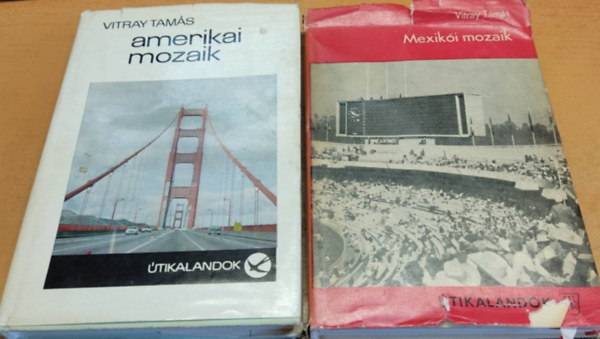 VITRAY TAMÁS
amerikai
mozaik
ÚTIKALANDOK
Vitray Tamás
Mexikói mozaik
ÚTIKALANDOK